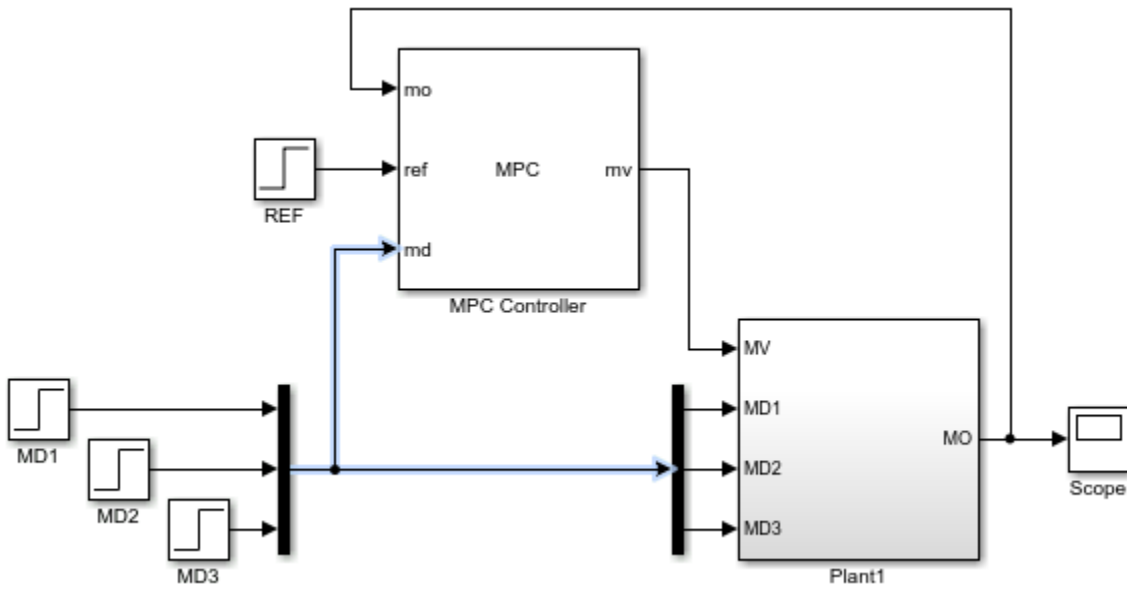 mo
ref
MPC
mv
REF
md
MPC Controller
MV
MD1
MD1
MO
MD2
MD2
Scope
MD3
MD3
Plant1